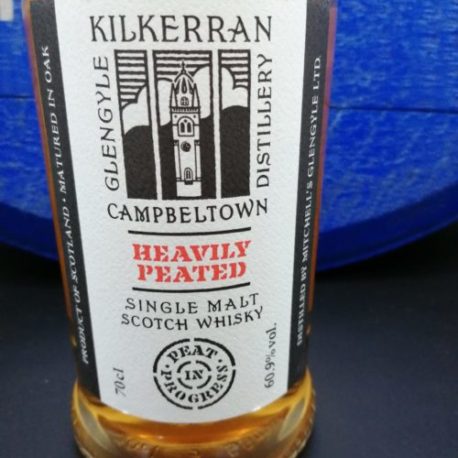 KILKERRAN
GLENGYLE
DISTILLERY
CAMPBELTOWN
HEAVILY
PEATED
SINGLE MALT
SCOTCH WHISKY
PEAT
IN
PROGRESS
70cl
60.9%vol.
PRODUCT OF SCOTLAND • MATURED IN OAK
DISTILLED BY MITCHELL'S GLENGYLE LTD.